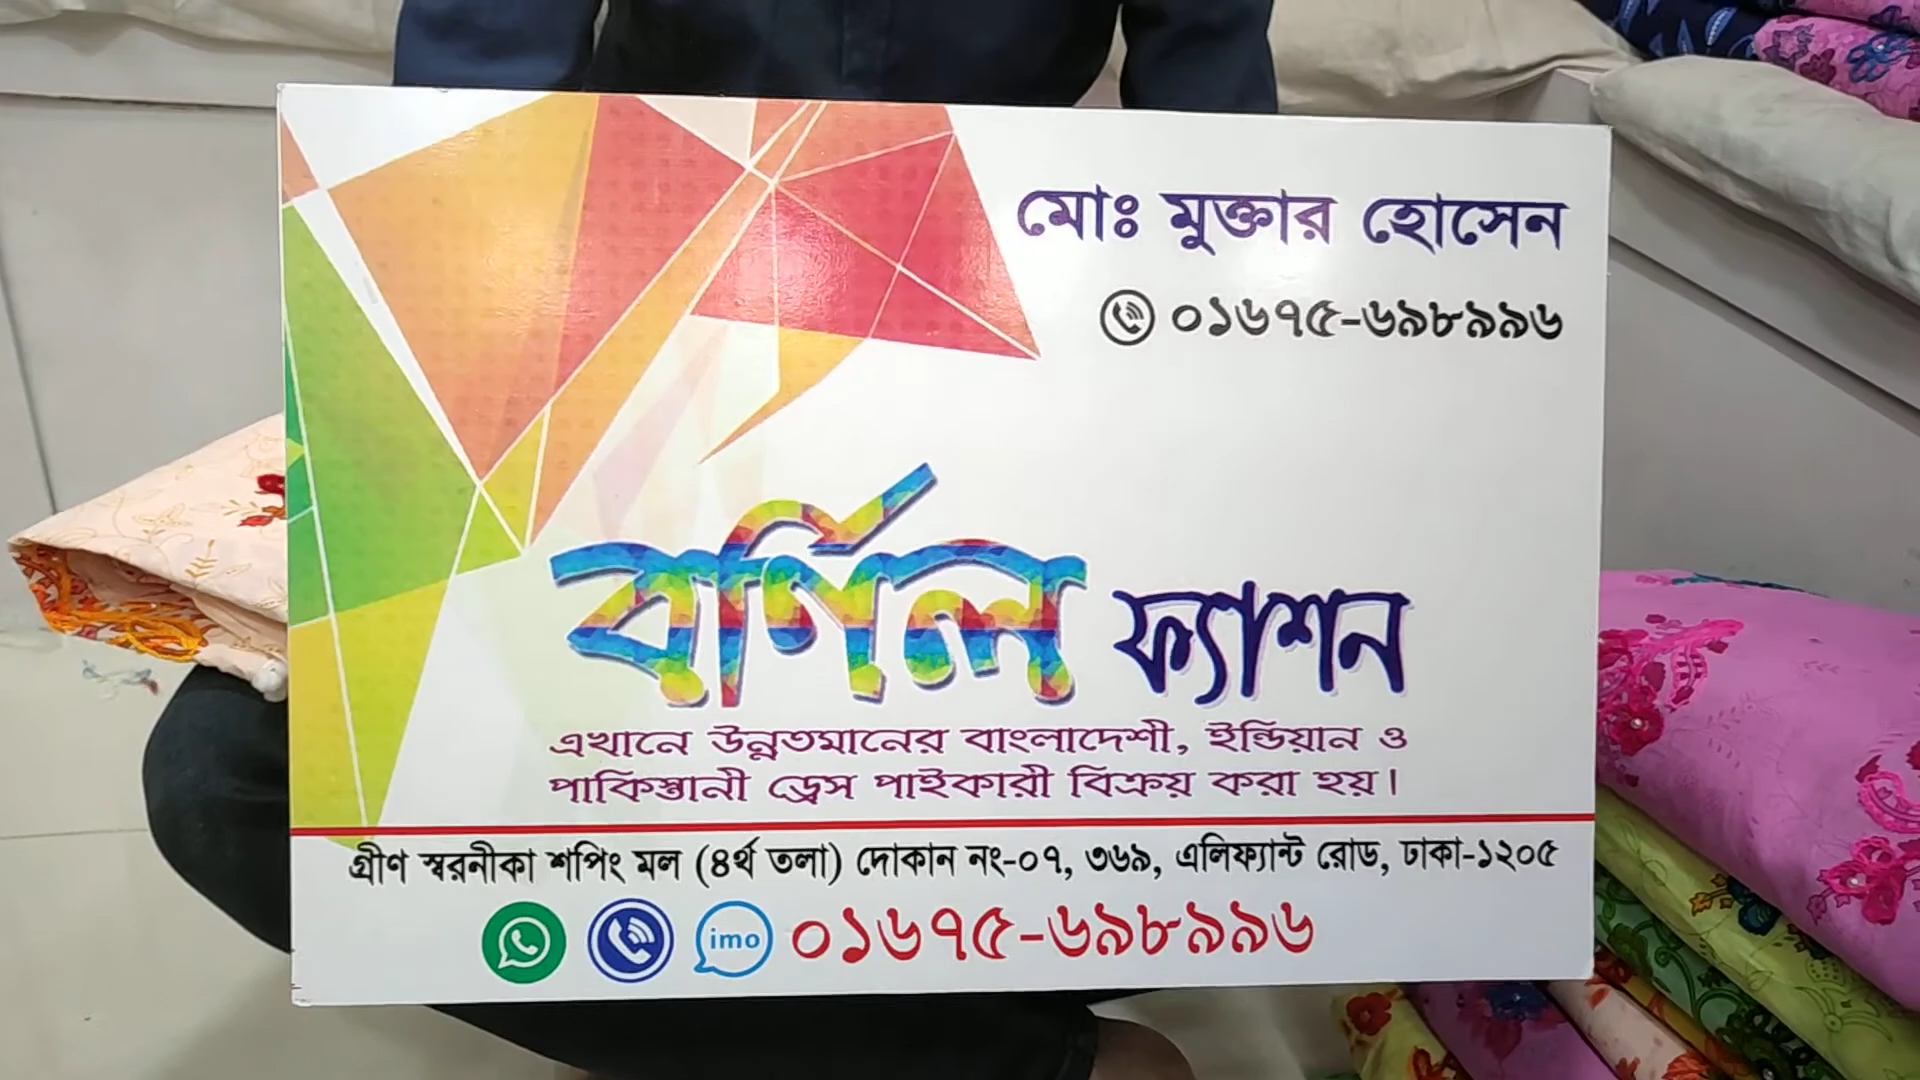 মোঃ মুক্তার হোসেন
০১৬৭৫-৬৯৮৯৯৬
বর্ণিল ফ্যাশন
এখানে উন্নতমানের বাংলাদেশী, ইন্ডিয়ান ও
পাকিস্তানী ড্রেস পাইকারী বিক্রয় করা হয়।
গ্রীণ স্বরনীকা শপিং মল (৪র্থ তলা) দোকান নং-০৭, ৩৬৯, এলিফ্যান্ট রোড, ঢাকা-১২০৫
imo ০১৬৭৫-৬৯৮৯৯৬